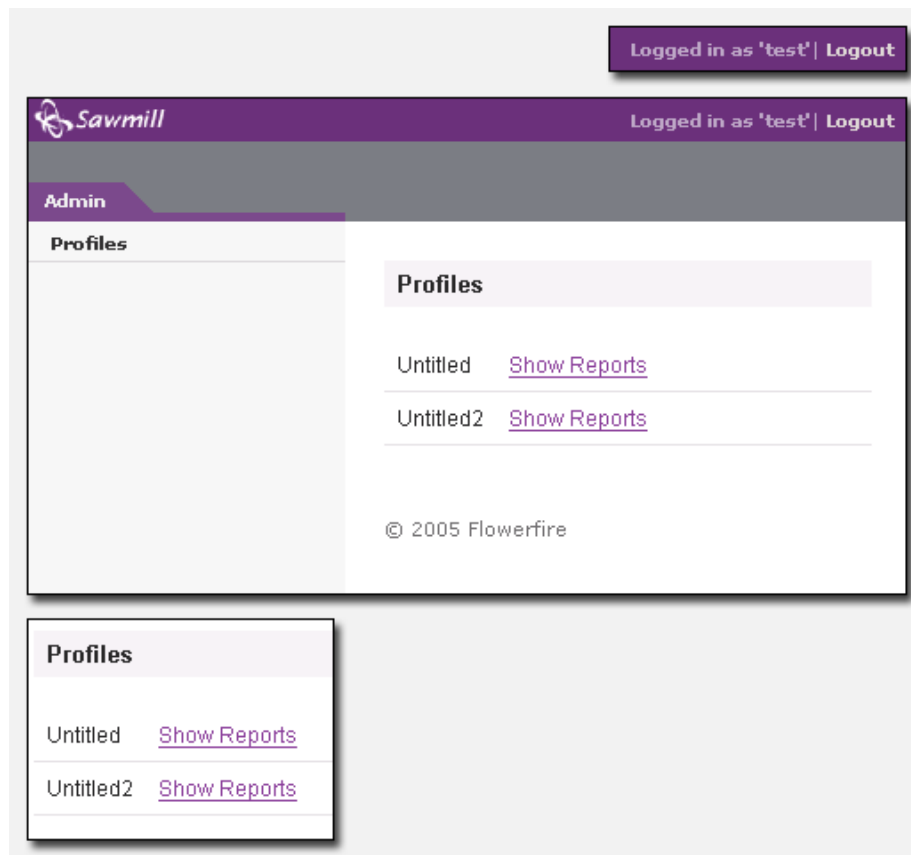 Logged in as 'test'| Logout
Sawmill
Logged in as 'test'| Logout
Admin
Profiles
Profiles
Untitled Show Reports
Untitled2 Show Reports
© 2005 Flowerfire
Profiles
Untitled Show Reports
Untitled2 Show Reports